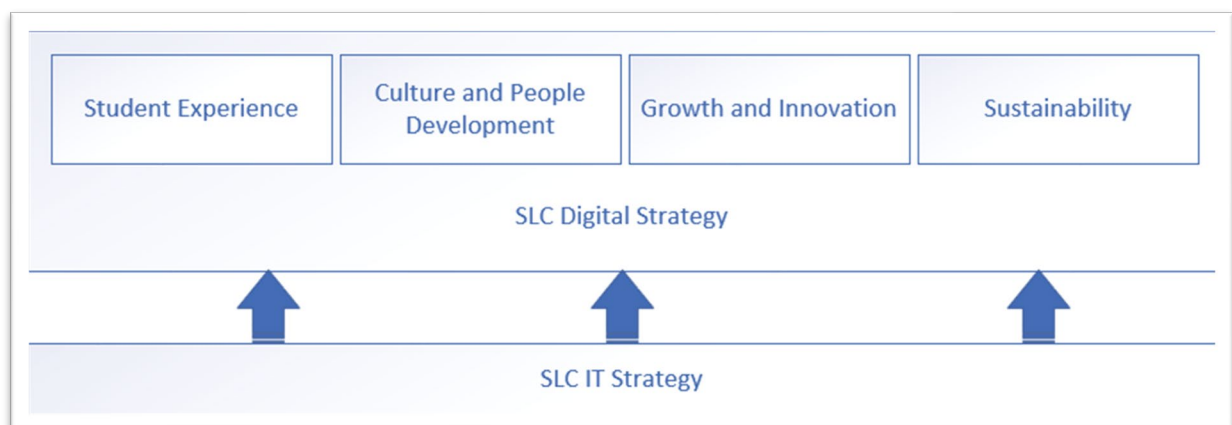 Student Experience
Culture and People
Development
Growth and Innovation
Sustainability
SLC Digital Strategy
SLC IT Strategy